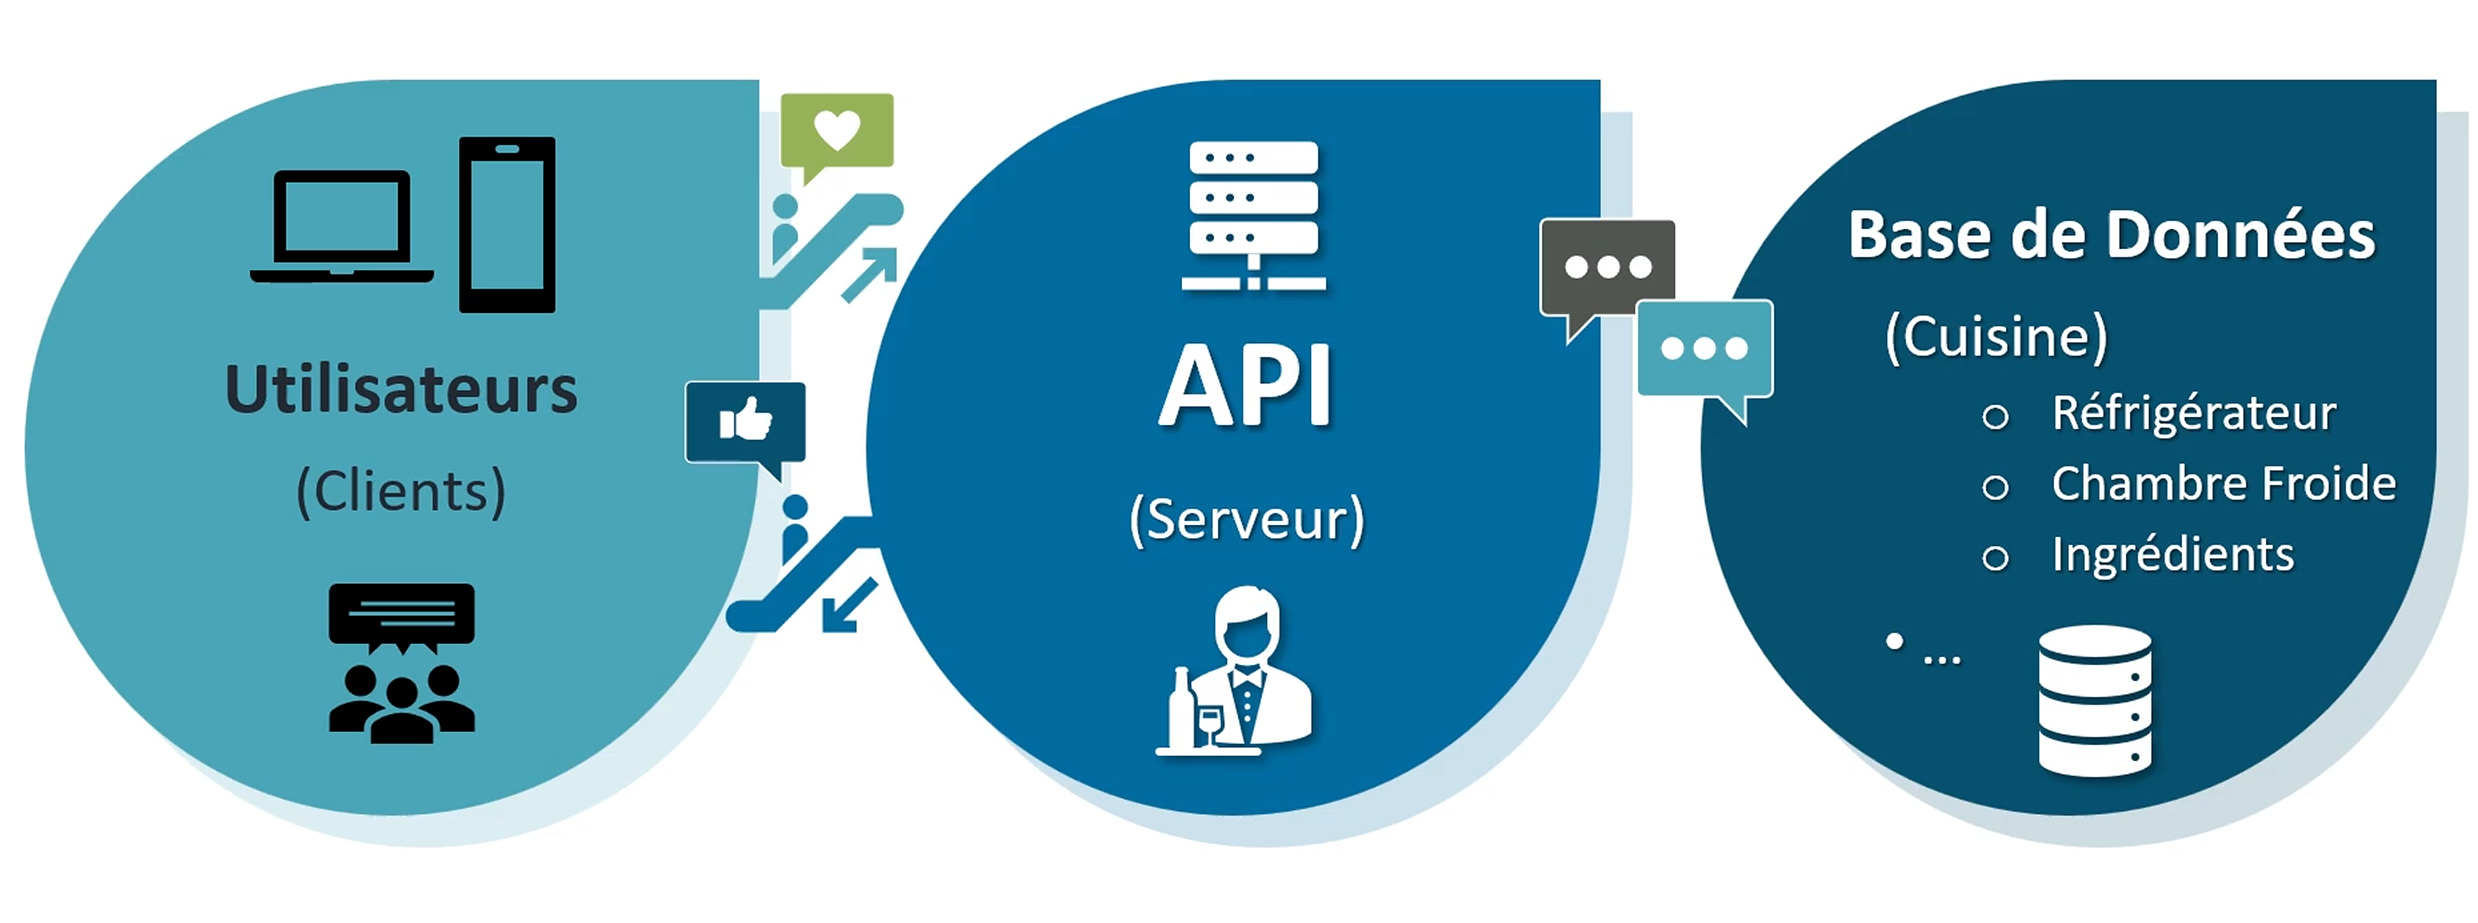 Utilisateurs
(Clients)
API
(Serveur)
Base de Données
(Cuisine)
○ Réfrigérateur
○ Chambre Froide
○ Ingrédients
• ...